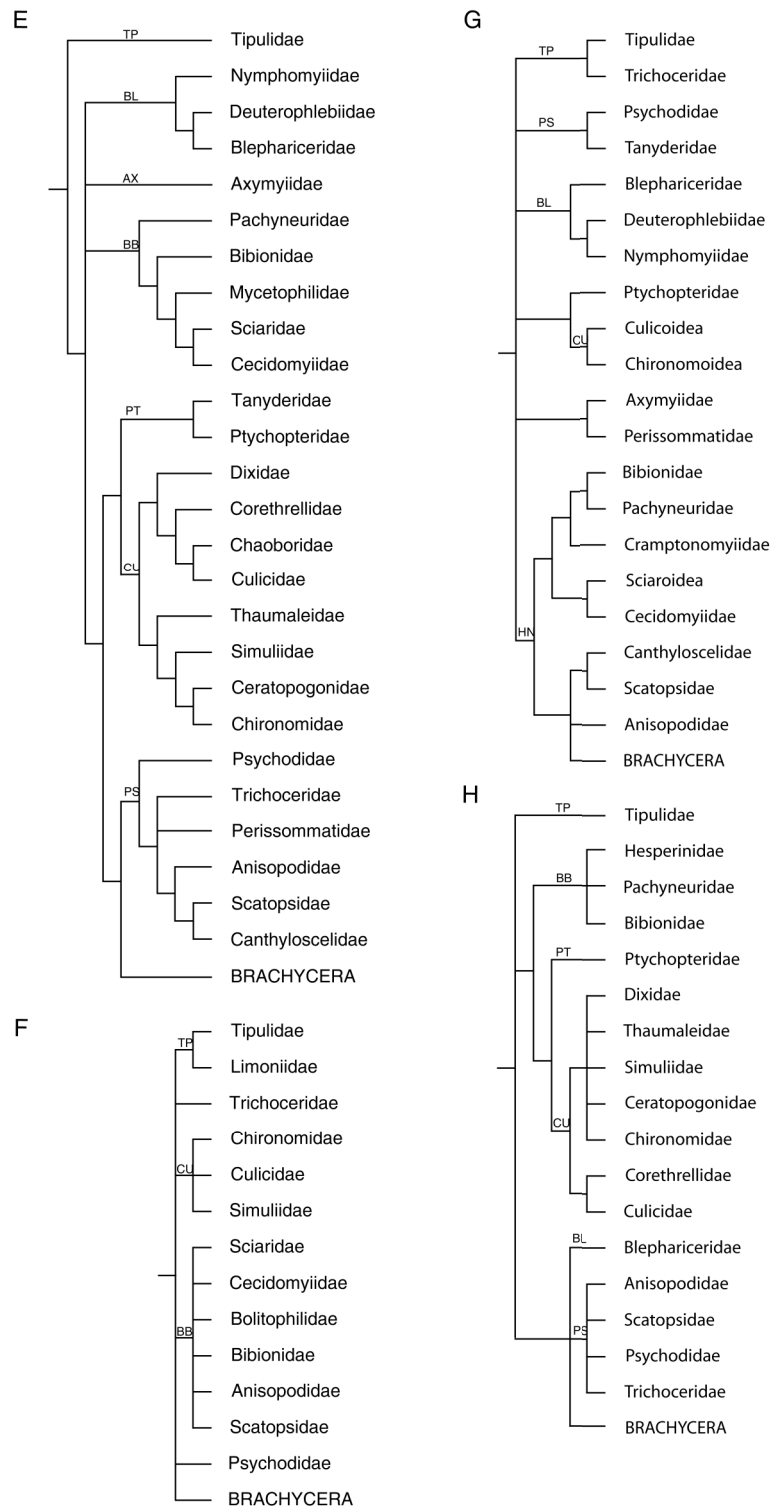 E
TP
Tipulidae
Nymphomyiidae
BL
Deuterophlebiidae
Blephariceridae
AX
Axymyiidae
Pachyneuridae
BB
Bibionidae
Mycetophilidae
Sciaridae
Cecidomyiidae
Tanyderidae
PT
Ptychopteridae
Dixidae
Corethrellidae
Chaoboridae
CU
Culicidae
Thaumaleidae
Simuliidae
Ceratopogonidae
Chironomidae
Psychodidae
PS
Trichoceridae
Perissommatidae
Anisopodidae
Scatopsidae
Canthyloscelidae
BRACHYCERA
F
Tipulidae
TP
Limoniidae
Trichoceridae
Chironomidae
CU
Culicidae
Simuliidae
Sciaridae
Cecidomyiidae
Bolitophilidae
BB
Bibionidae
Anisopodidae
Scatopsidae
Psychodidae
BRACHYCERA
G
Tipulidae
TP
Trichoceridae
Psychodidae
PS
Tanyderidae
Blephariceridae
BL
Deuterophlebiidae
Nymphomyiidae
Ptychopteridae
Culicoidea
CU
Chironomoidea
Axymyiidae
Perissommatidae
Bibionidae
Pachyneuridae
Cramptonomyiidae
Sciaroidea
Cecidomyiidae
HN
Canthyloscelidae
Scatopsidae
Anisopodidae
BRACHYCERA
H
TP
Tipulidae
Hesperinidae
BB
Pachyneuridae
Bibionidae
PT
Ptychopteridae
Dixidae
Thaumaleidae
Simuliidae
Ceratopogonidae
CU
Chironomidae
Corethrellidae
Culicidae
BL
Blephariceridae
Anisopodidae
Scatopsidae
PS
Psychodidae
Trichoceridae
BRACHYCERA